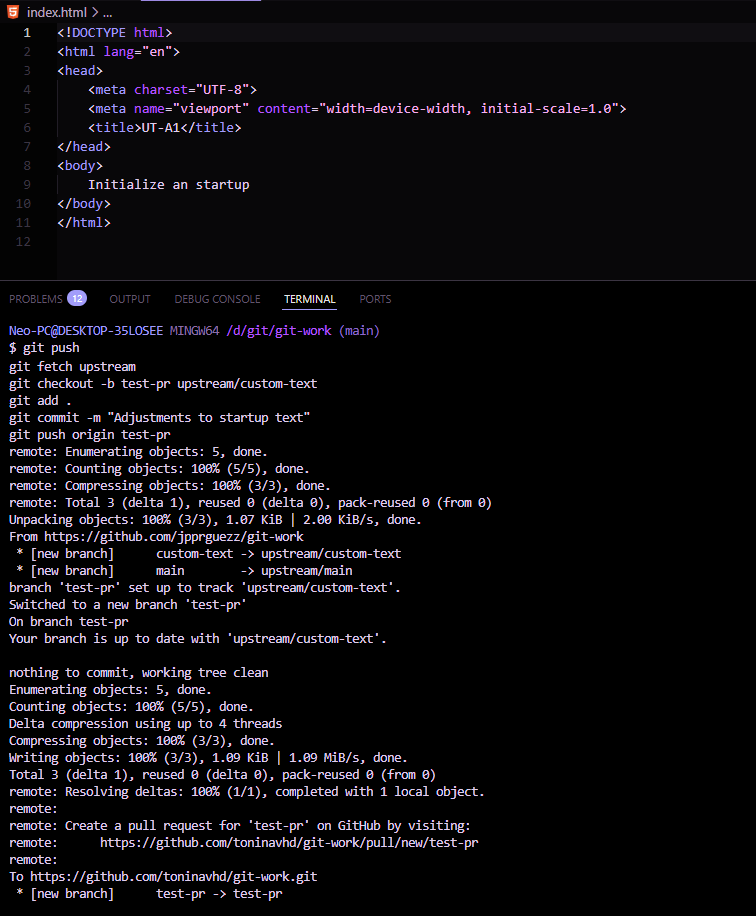 index.html > ...
1 <!DOCTYPE html>
2 <html lang="en">
3 <head>
4     <meta charset="UTF-8">
5     <meta name="viewport" content="width=device-width, initial-scale=1.0">
6     <title>UT-A1</title>
7 </head>
8 <body>
9     Initialize an startup
10 </body>
11 </html>
12
PROBLEMS 12 OUTPUT DEBUG CONSOLE TERMINAL PORTS
Neo-PC@DESKTOP-35LOSEE MINGW64 /d/git/git-work (main)
$ git push
git fetch upstream
git checkout -b test-pr upstream/custom-text
git add .
git commit -m "Adjustments to startup text"
git push origin test-pr
remote: Enumerating objects: 5, done.
remote: Counting objects: 100% (5/5), done.
remote: Compressing objects: 100% (3/3), done.
remote: Total 3 (delta 1), reused 0 (delta 0), pack-reused 0 (from 0)
Unpacking objects: 100% (3/3), 1.07 KiB | 2.00 KiB/s, done.
From https://github.com/jpprguezz/git-work
 * [new branch]      custom-text -> upstream/custom-text
 * [new branch]      main        -> upstream/main
branch 'test-pr' set up to track 'upstream/custom-text'.
Switched to a new branch 'test-pr'
On branch test-pr
Your branch is up to date with 'upstream/custom-text'.

nothing to commit, working tree clean
Enumerating objects: 5, done.
Counting objects: 100% (5/5), done.
Delta compression using up to 4 threads
Compressing objects: 100% (3/3), done.
Writing objects: 100% (3/3), 1.09 KiB | 1.09 MiB/s, done.
Total 3 (delta 1), reused 0 (delta 0), pack-reused 0 (from 0)
remote: Resolving deltas: 100% (1/1), completed with 1 local object.
remote:
remote: Create a pull request for 'test-pr' on GitHub by visiting:
remote:      https://github.com/toninavhd/git-work/pull/new/test-pr
remote:
To https://github.com/toninavhd/git-work.git
 * [new branch]      test-pr -> test-pr